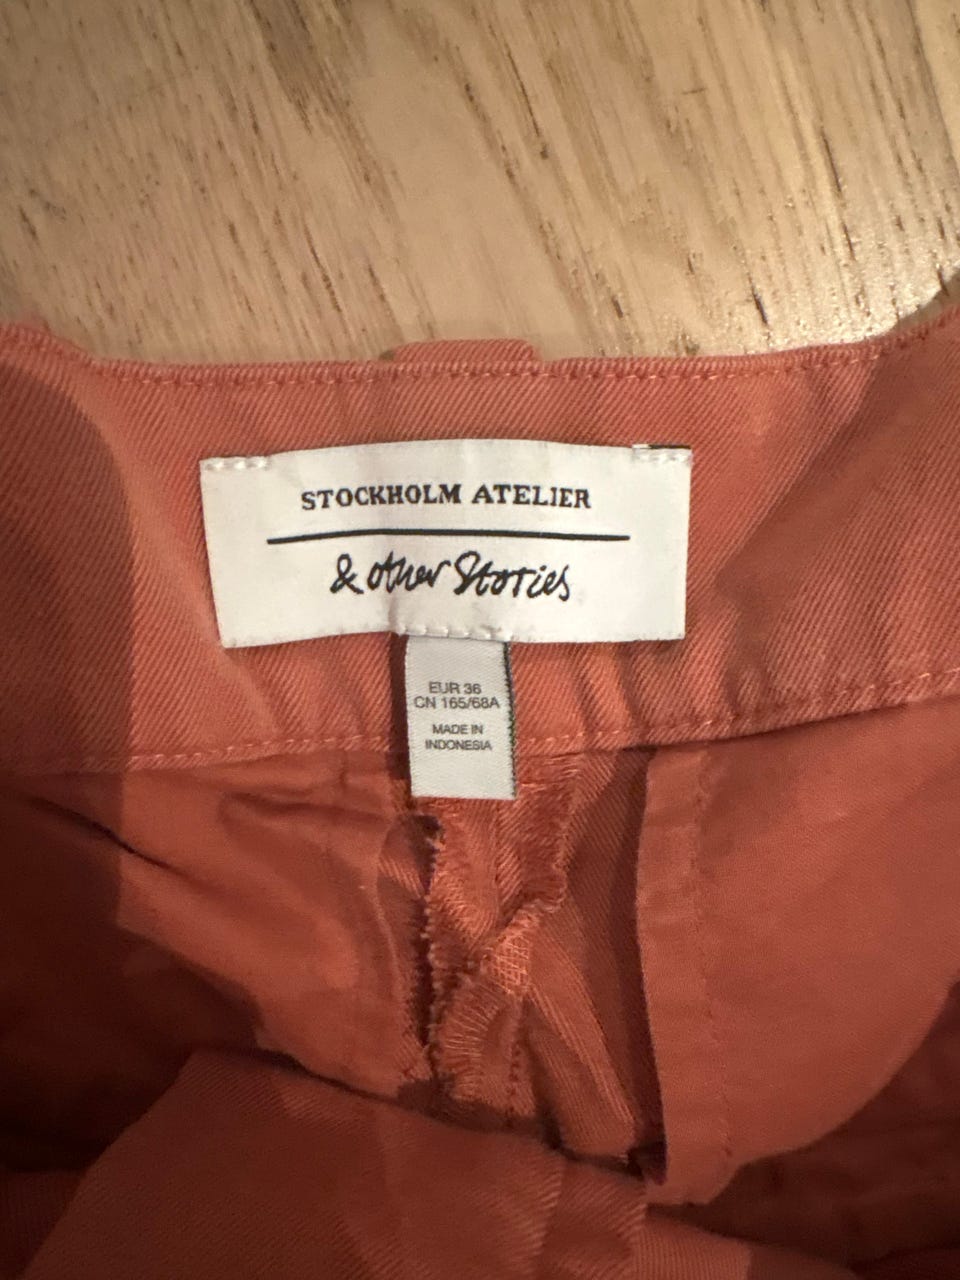 STOCKHOLM ATELIER
& other Stories
EUR 36
CN 165/68A
MADE IN
INDONESIA